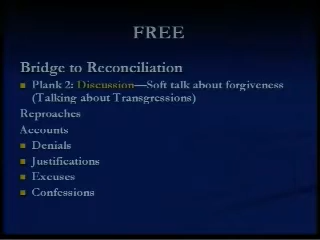 FREE
Bridge to Reconciliation
Plank 2: Discussion—Soft talk about forgiveness
(Talking about Transgressions)
Reproaches
Accounts
Denials
Justifications
Excuses
Confessions